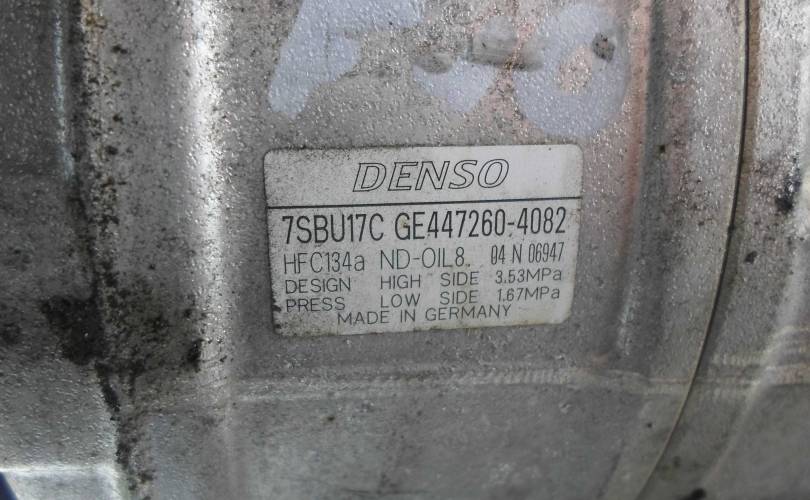 DENSO
7SBU17C GE447260-4082
HFC134a ND-OIL8. 04 N 06947
DESIGN HIGH SIDE 3.53MPa
PRESS LOW SIDE 1.67MPa
MADE IN GERMANY